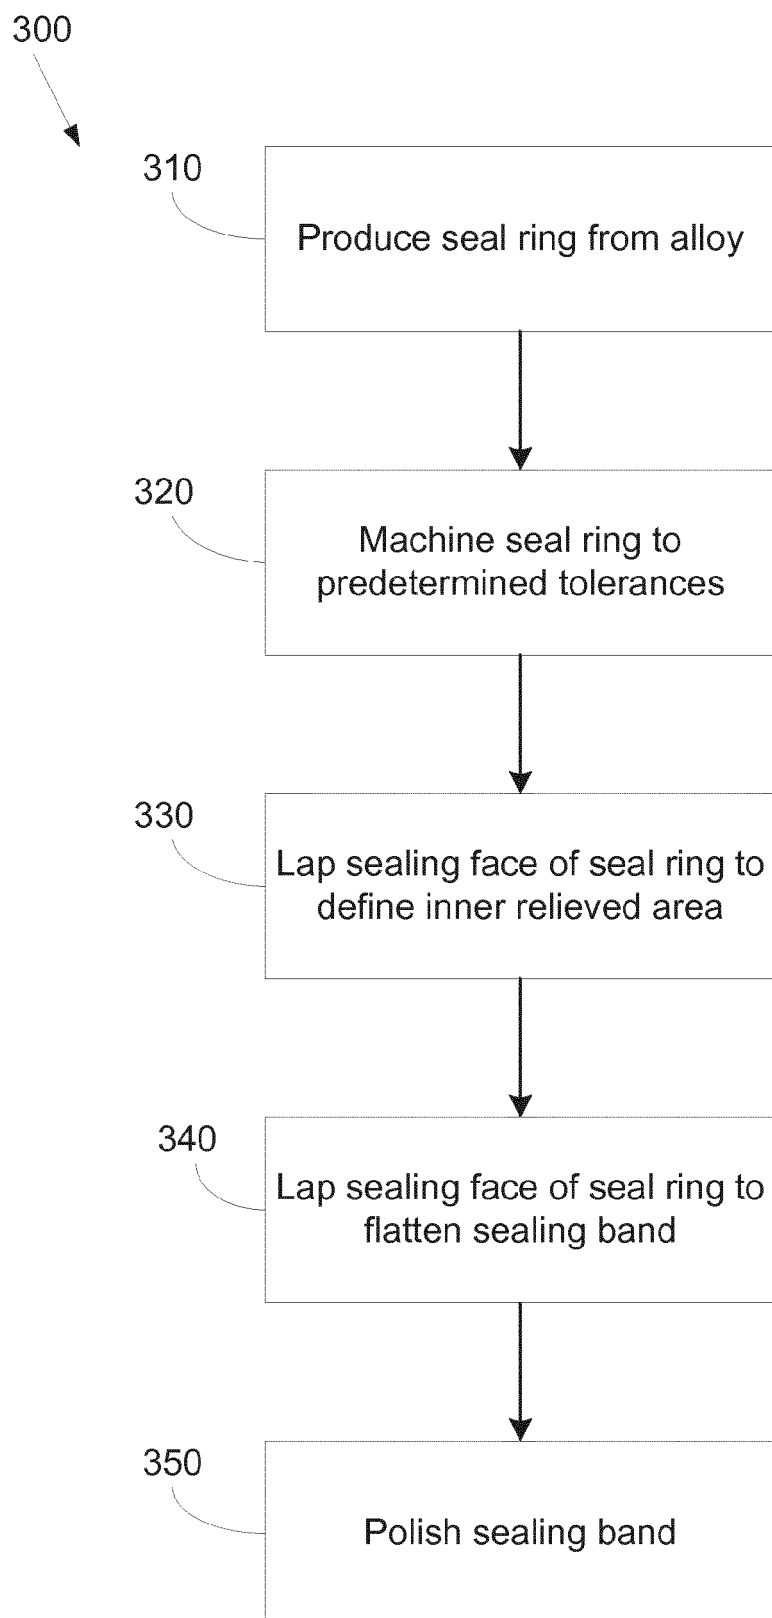 300
310
Produce seal ring from alloy
320
Machine seal ring to
predetermined tolerances
330
Lap sealing face of seal ring to
define inner relieved area
340
Lap sealing face of seal ring to
flatten sealing band
350
Polish sealing band